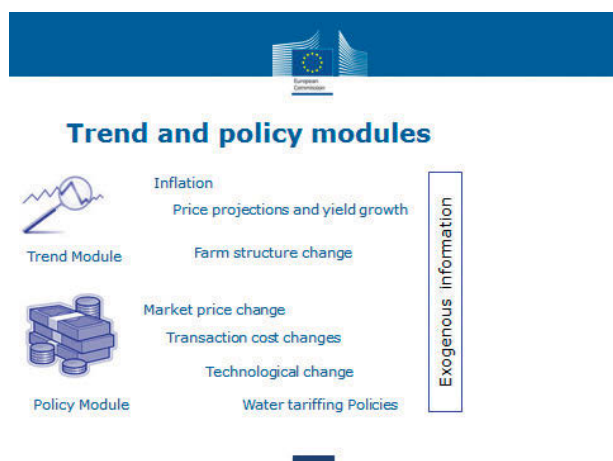 European
Commission
Trend and policy modules
Inflation
Price projections and yield growth
Trend Module
Farm structure change
Market price change
Transaction cost changes
Technological change
Policy Module
Water tariffing Policies
Exogenous information